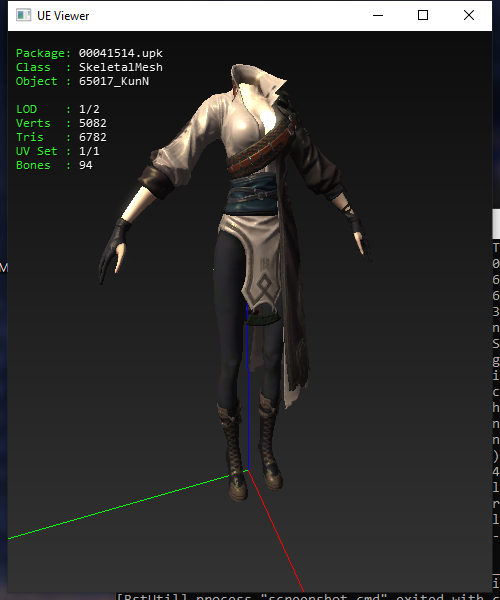 UE Viewer
Package: 00041514.upk
Class : SkeletalMesh
Object : 65017_KunN
LOD : 1/2
Verts : 5082
Tris : 6782
UV Set : 1/1
Bones : 94
M
[BstUtil] process "screenshot.cmd" exited with c